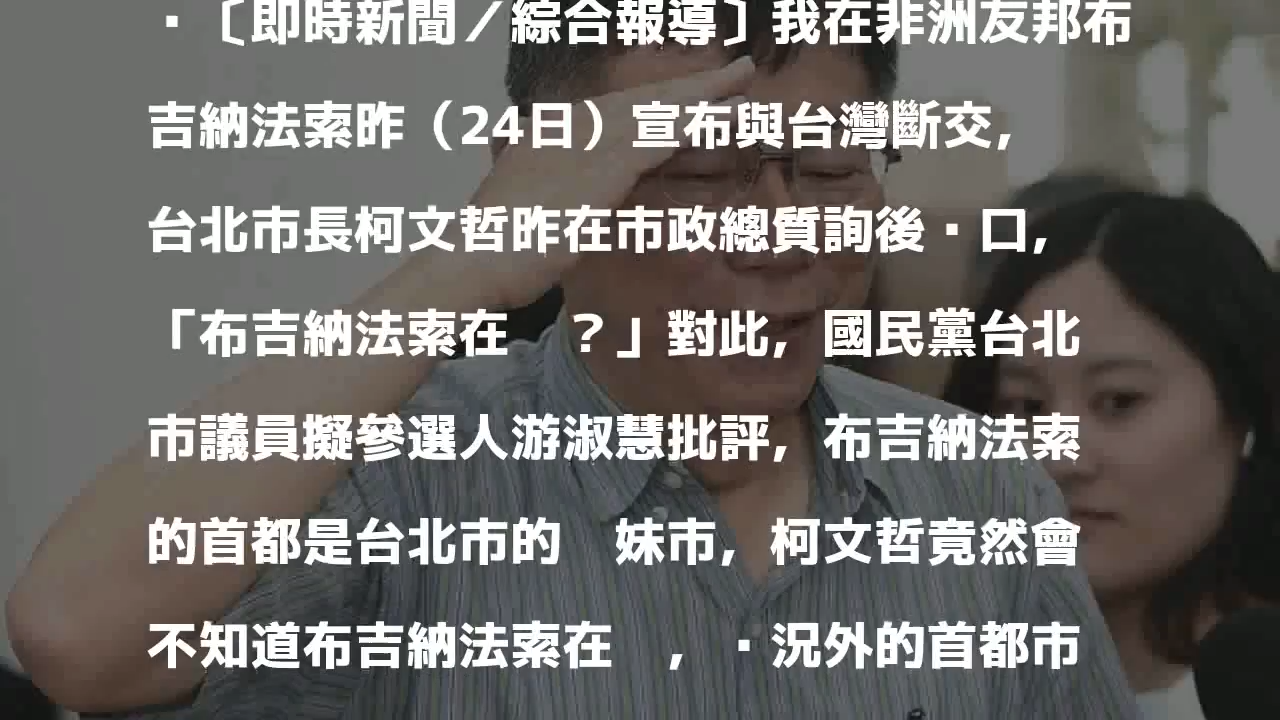 ・〔即時新聞／綜合報導〕我在非洲友邦布
吉納法索昨（24日）宣布與台灣斷交,
台北市長柯文哲昨在市政總質詢後・口,
「布吉納法索在　？」對此, 國民黨台北
市議員擬參選人游淑慧批評, 布吉納法索
的首都是台北市的　妹市, 柯文哲竟然會
不知道布吉納法索在　, ・況外的首都市